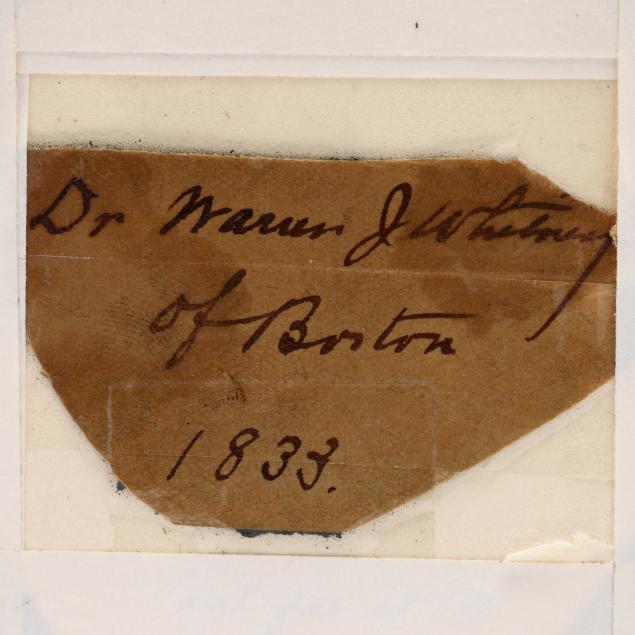 Dr Warren J Whitney
of Boston
1833.